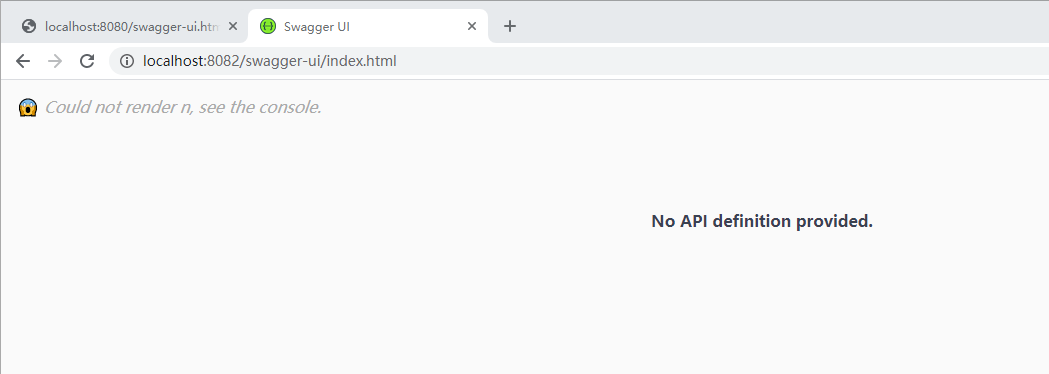 localhost:8080/swagger-ui.htm
Swagger UI
localhost:8082/swagger-ui/index.html
Could not render n, see the console.
No API definition provided.